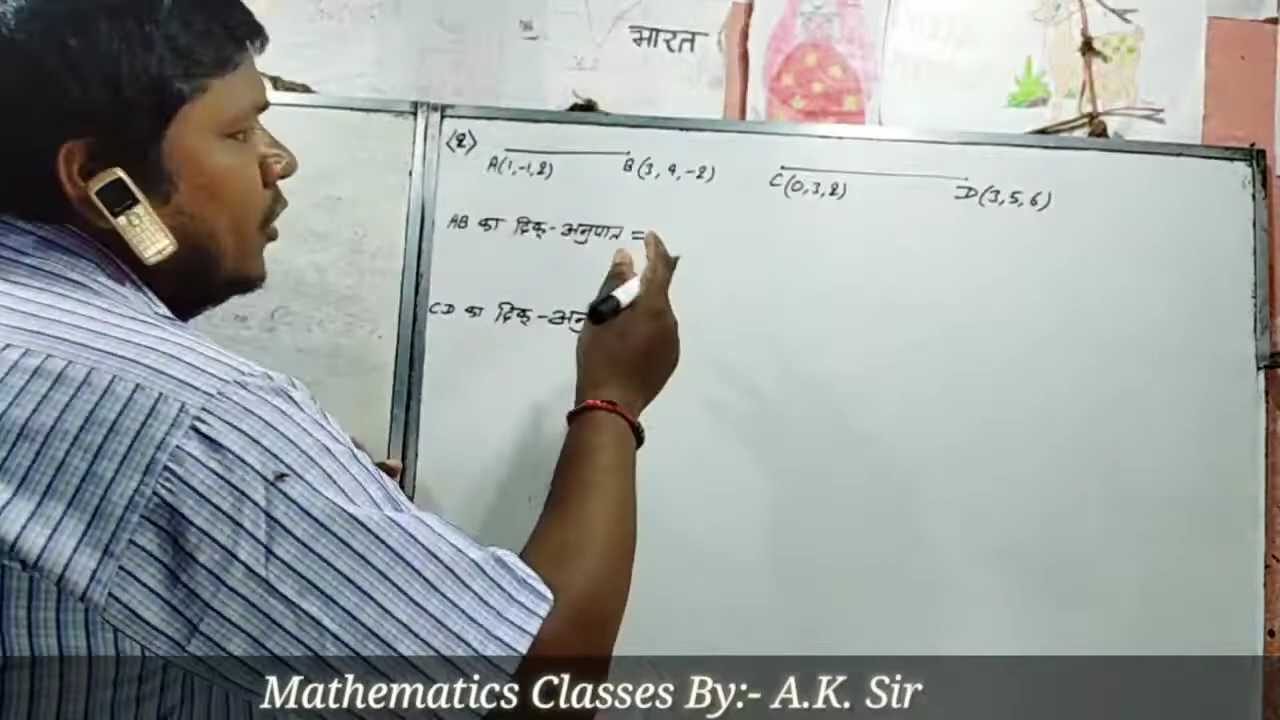 भारत
<2>
A(1,-1,2) B(3, 4, -2) C(0,3,2) D(3,5,6)
AB का दिक्-अनुपात =
CD का दिक्-अनु
Mathematics Classes By:- A.K. Sir